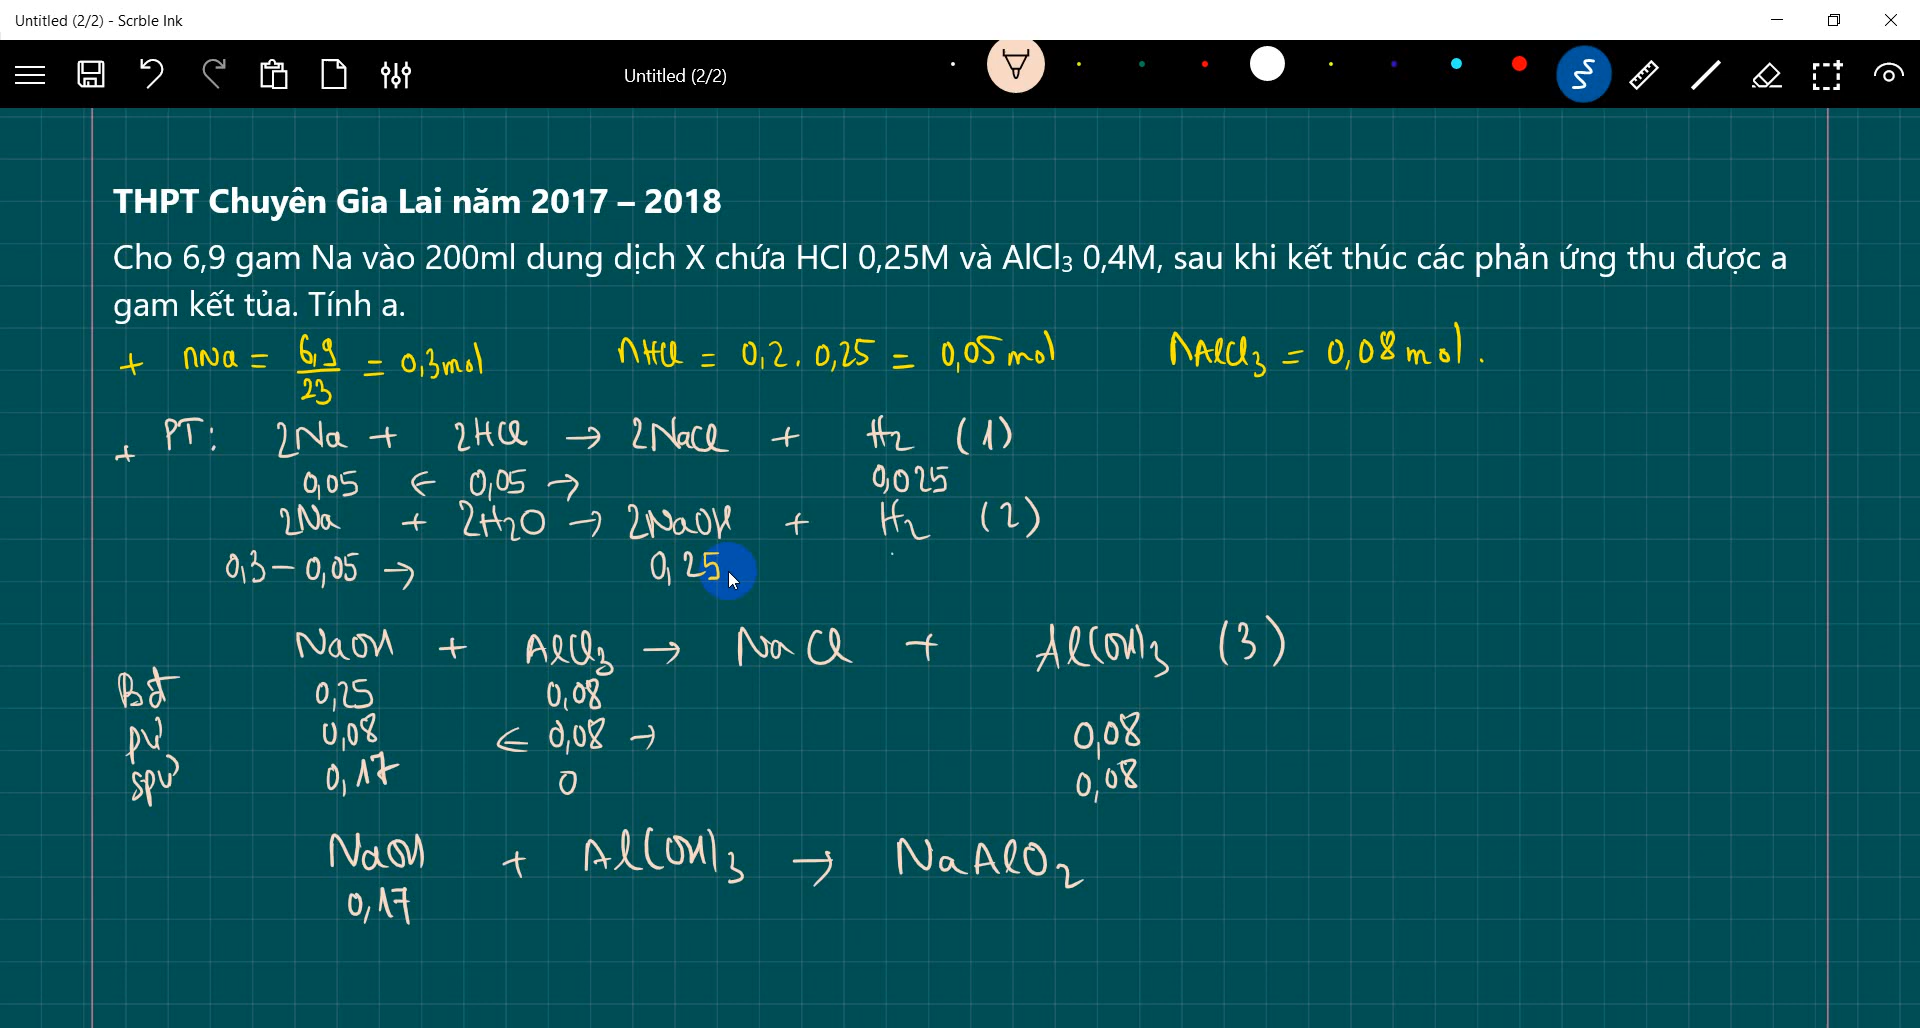 Untitled (2/2) - Scrble Ink
Untitled (2/2)
THPT Chuyên Gia Lai năm 2017 – 2018
Cho 6,9 gam Na vào 200ml dung dịch X chứa HCl 0,25M và AlCl₃ 0,4M, sau khi kết thúc các phản ứng thu được a
gam kết tủa. Tính a.
+ nNa = 6,9/23 = 0,3mol nHCl = 0,2 . 0,25 = 0,05 mol nAlCl₃ = 0,08 mol.
+ PT: 2Na + 2HCl → 2NaCl + H₂ (1)
0,05 ← 0,05 → 0,025
2Na + 2H₂O → 2NaOH + H₂ (2)
0,3 – 0,05 → 0,25
NaOH + AlCl₃ → NaCl + Al(OH)₃ (3)
Bđ 0,25 0,08
pư 0,08 ← 0,08 → 0,08
spư 0,17 0 0,08
NaOH + Al(OH)₃ → NaAlO₂
0,17